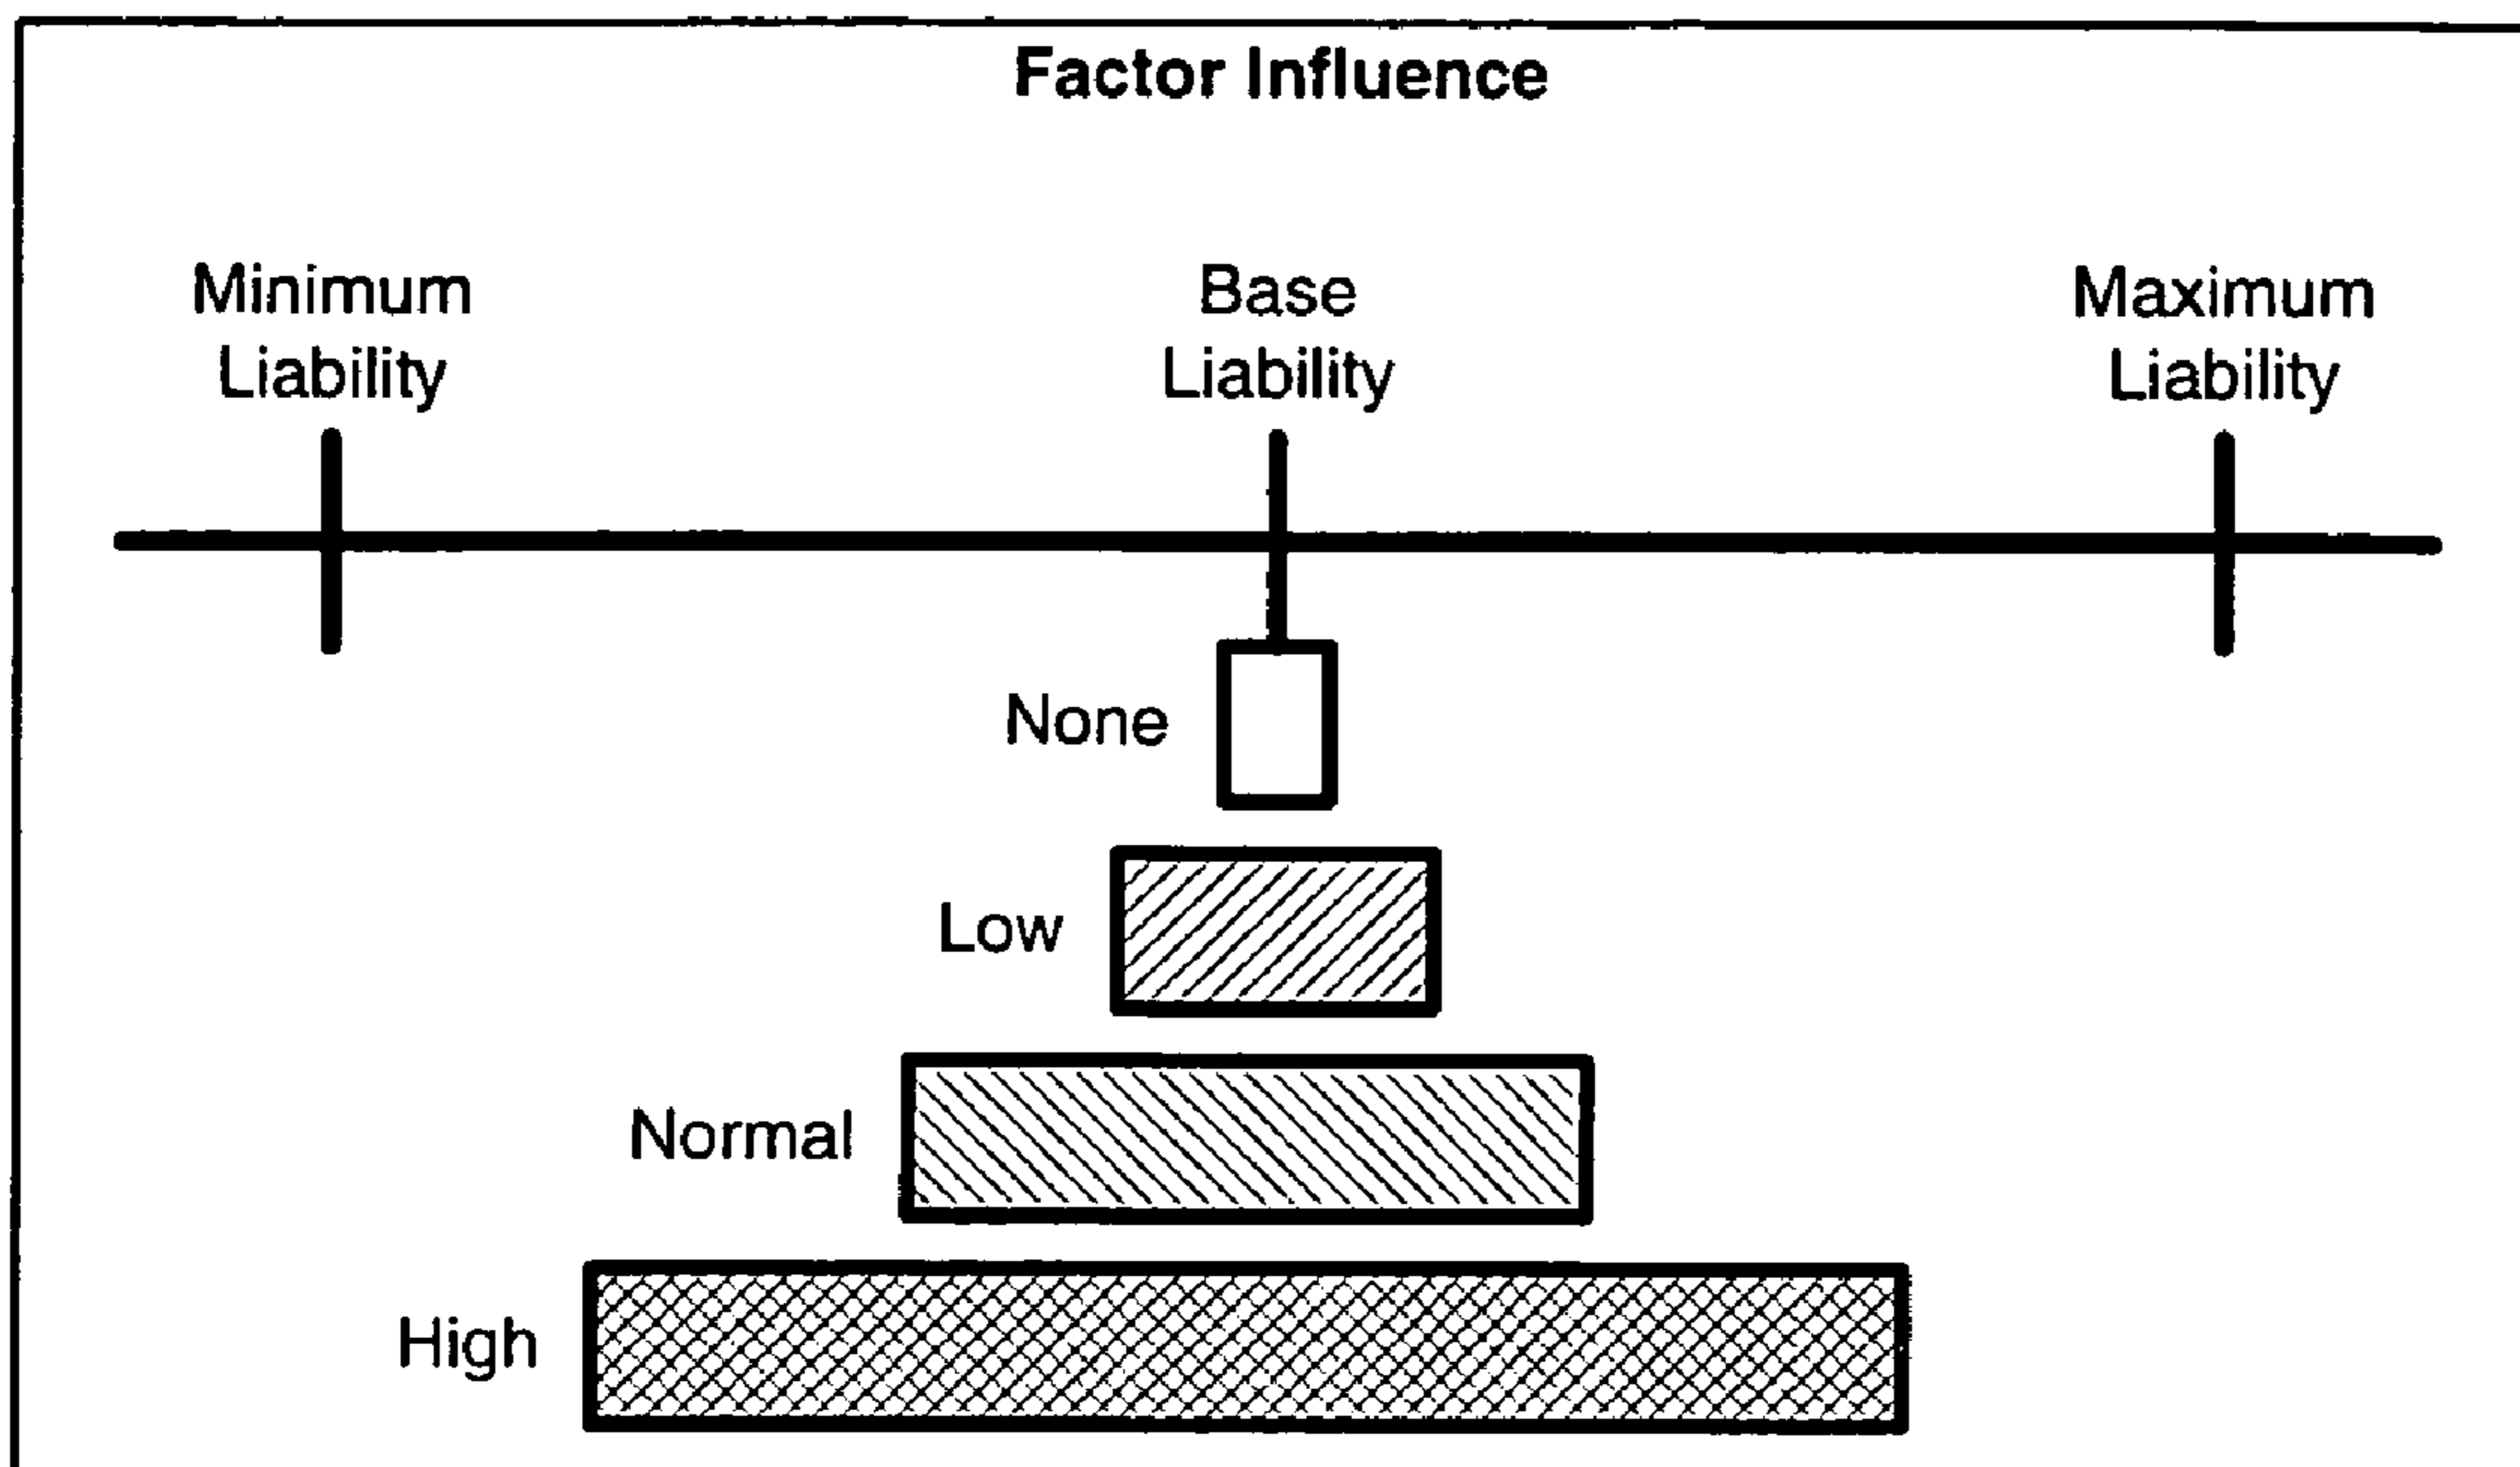 Factor Influence
Minimum
Liability
Base
Liability
Maximum
Liability
None
Low
Normal
High